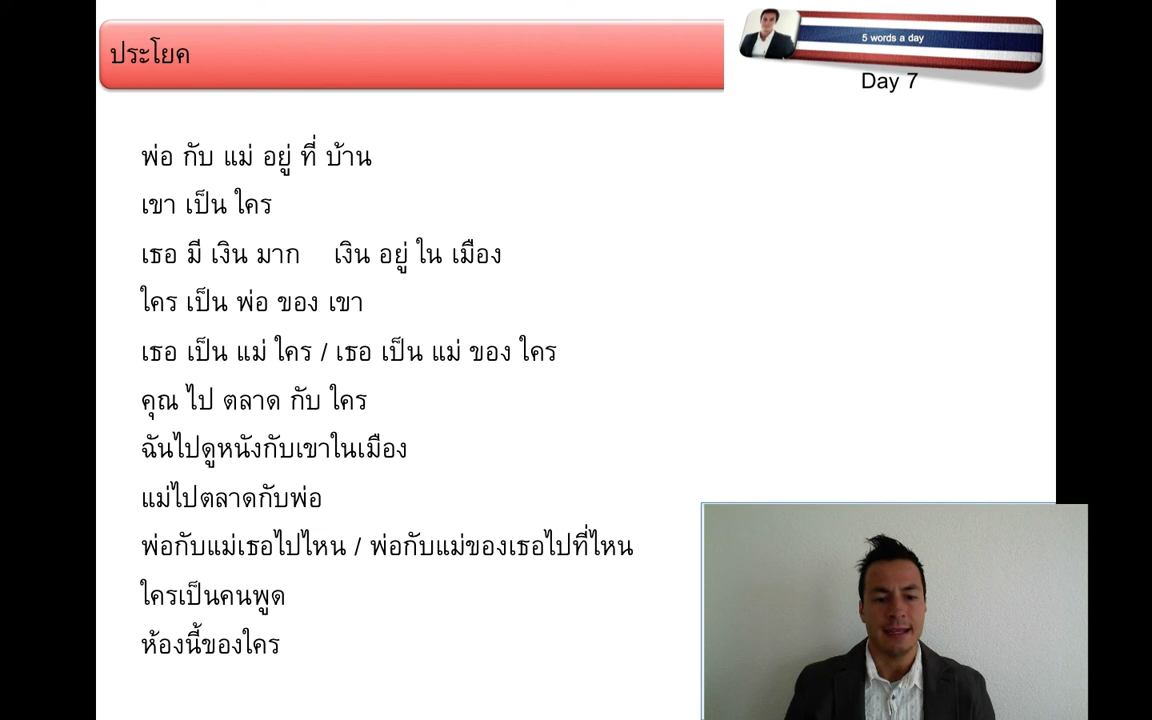 ประโยค
5 words a day
Day 7
พ่อ กับ แม่ อยู่ ที่ บ้าน
เขา เป็น ใคร
เธอ มี เงิน มาก เงิน อยู่ ใน เมือง
ใคร เป็น พ่อ ของ เขา
เธอ เป็น แม่ ใคร / เธอ เป็น แม่ ของ ใคร
คุณ ไป ตลาด กับ ใคร
ฉันไปดูหนังกับเขาในเมือง
แม่ไปตลาดกับพ่อ
พ่อกับแม่เธอไปไหน / พ่อกับแม่ของเธอไปที่ไหน
ใครเป็นคนพูด
ห้องนี้ของใคร